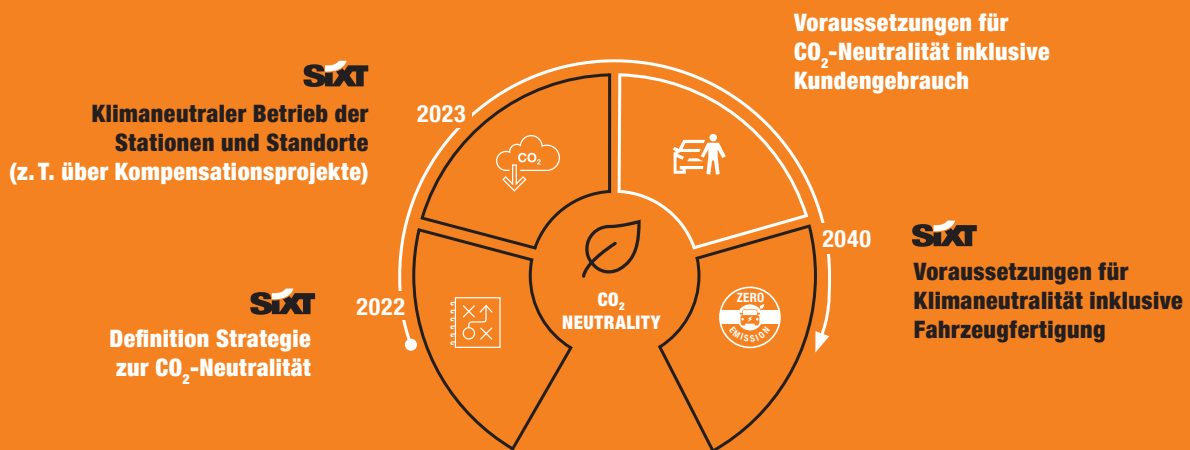 Voraussetzungen für
CO₂-Neutralität inklusive
Kundengebrauch
SIXT
Klimaneutraler Betrieb der
Stationen und Standorte
(z. T. über Kompensationsprojekte)
2023
CO₂
2040
SIXT
Voraussetzungen für
Klimaneutralität inklusive
Fahrzeugfertigung
SIXT
Definition Strategie
zur CO₂-Neutralität
2022
CO₂
NEUTRALITY
ZERO
EMISSION